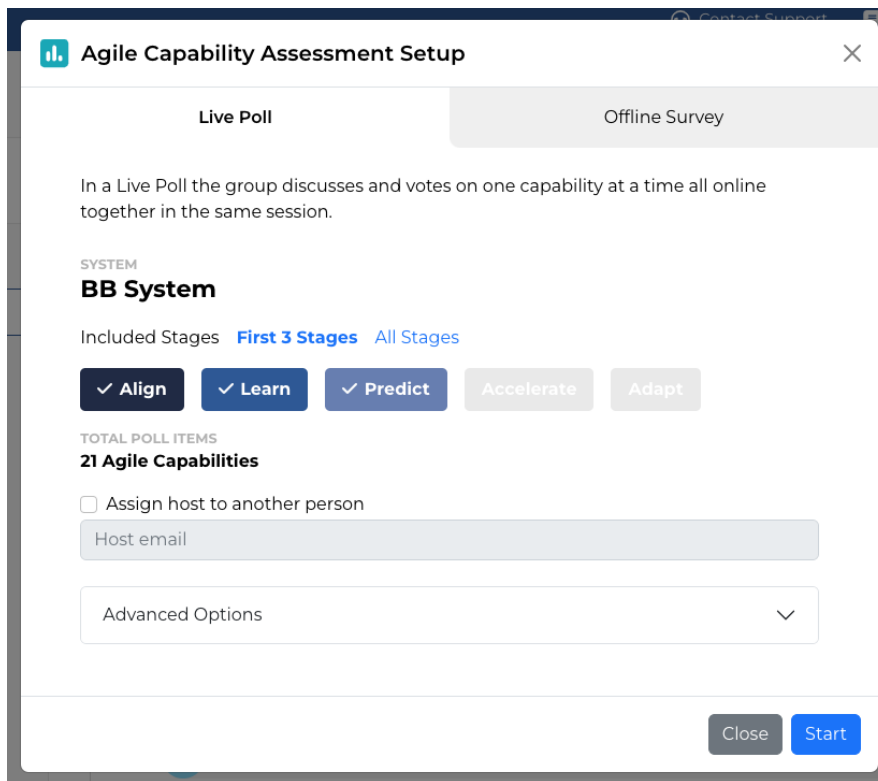 Contact Support
Agile Capability Assessment Setup
Live Poll
Offline Survey
In a Live Poll the group discusses and votes on one capability at a time all online
together in the same session.
SYSTEM
BB System
Included Stages First 3 Stages All Stages
Align Learn Predict Accelerate Adapt
TOTAL POLL ITEMS
21 Agile Capabilities
Assign host to another person
Host email
Advanced Options
Close Start